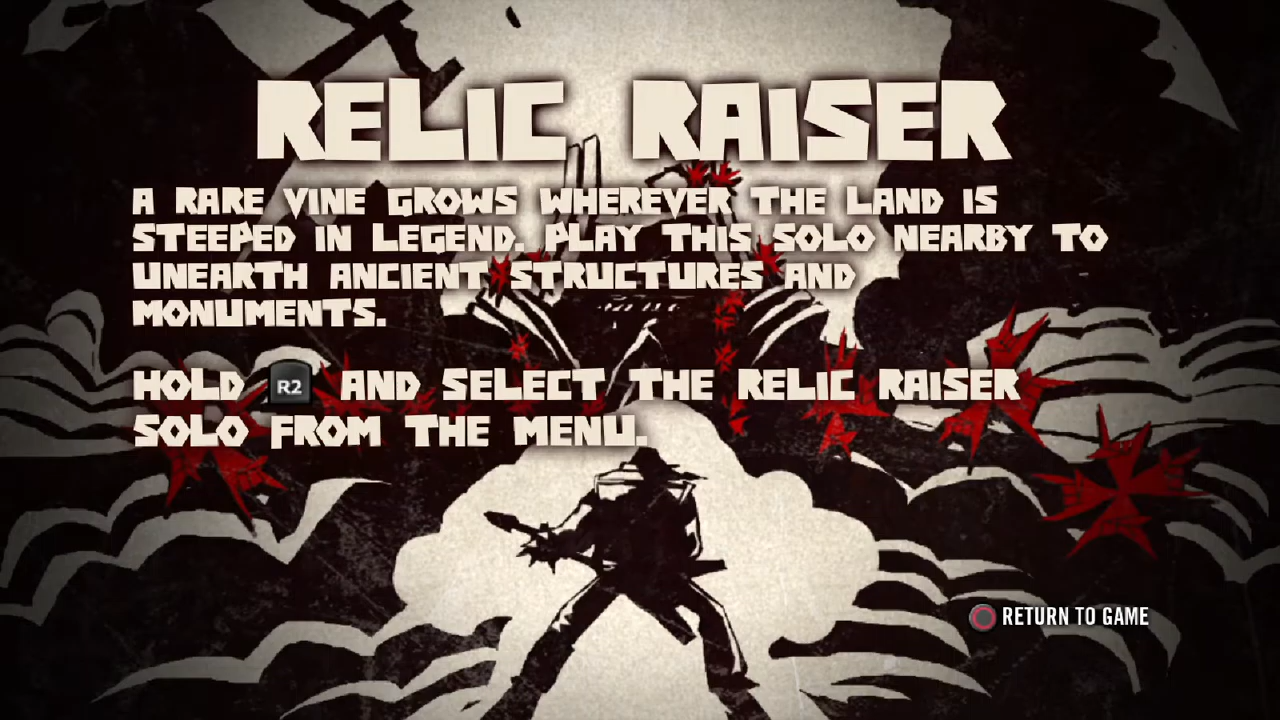 RELIC RAISER
A RARE VINE GROWS WHEREVER THE LAND IS
STEEPED IN LEGEND. PLAY THIS SOLO NEARBY TO
UNEARTH ANCIENT STRUCTURES AND
MONUMENTS.
HOLD R2 AND SELECT THE RELIC RAISER
SOLO FROM THE MENU.
RETURN TO GAME